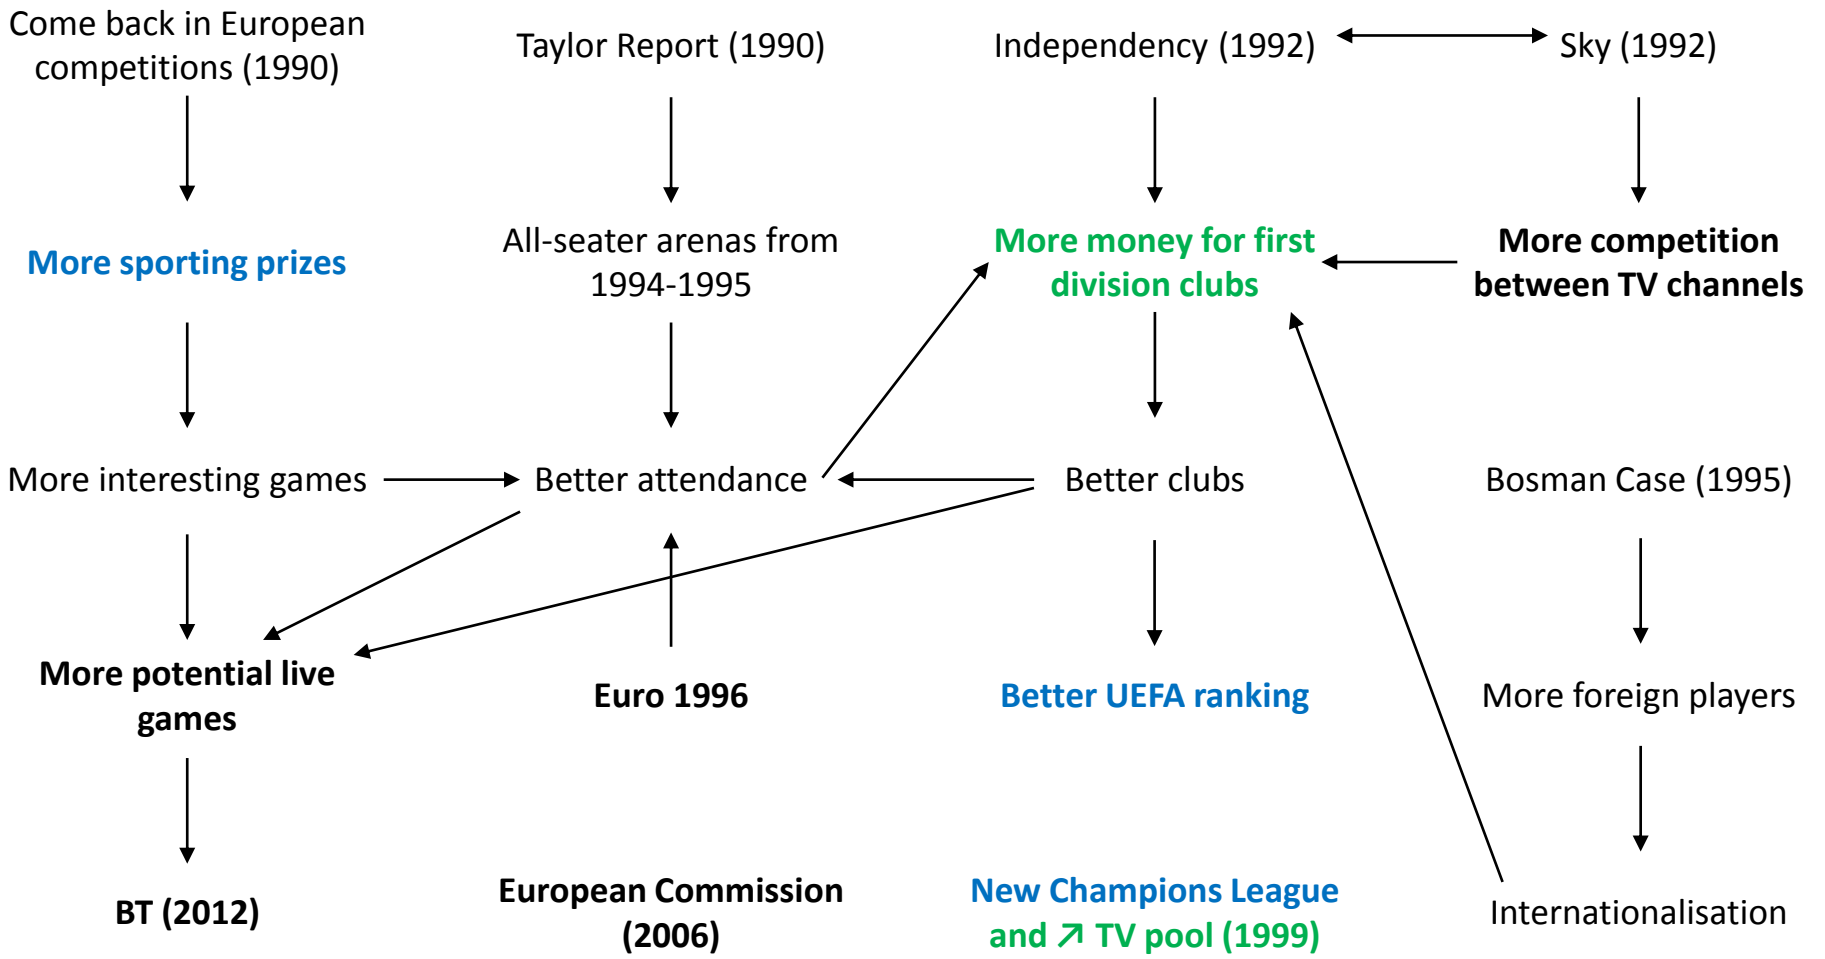 Come back in European
competitions (1990)
Taylor Report (1990)
Independency (1992)
Sky (1992)
More sporting prizes
All-seater arenas from
1994-1995
More money for first
division clubs
More competition
between TV channels
More interesting games
Better attendance
Better clubs
Bosman Case (1995)
More potential live
games
Euro 1996
Better UEFA ranking
More foreign players
BT (2012)
European Commission
(2006)
New Champions League
and ↗ TV pool (1999)
Internationalisation